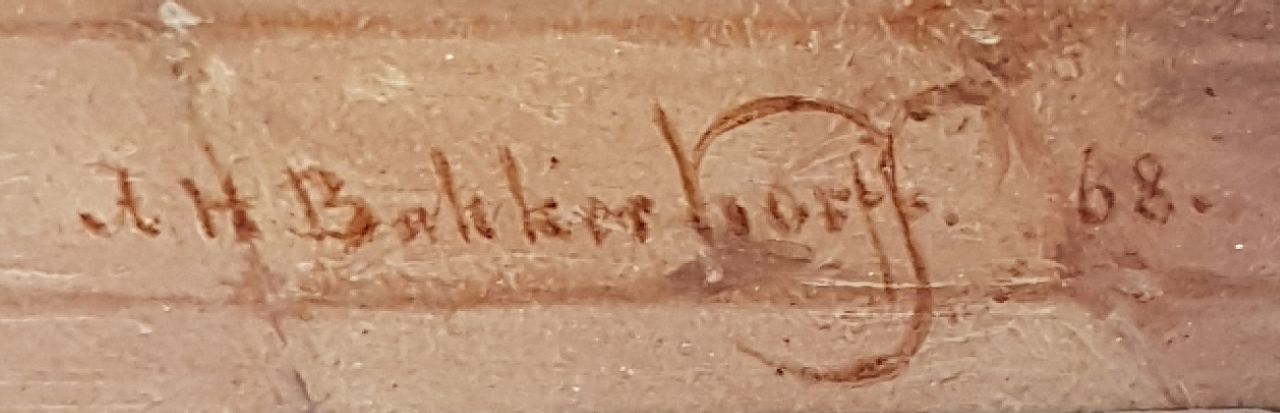 A H Bakker Korff. 68.